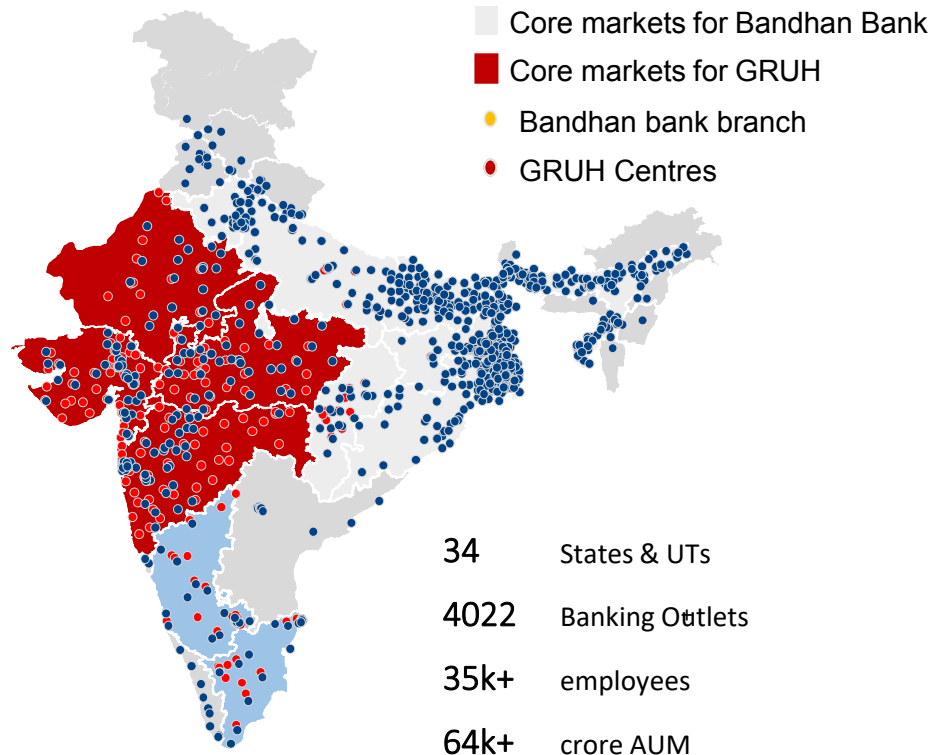 Core markets for Bandhan Bank
Core markets for GRUH
Bandhan bank branch
GRUH Centres
34 States & UTs
4022 Banking Outlets
35k+ employees
64k+ crore AUM